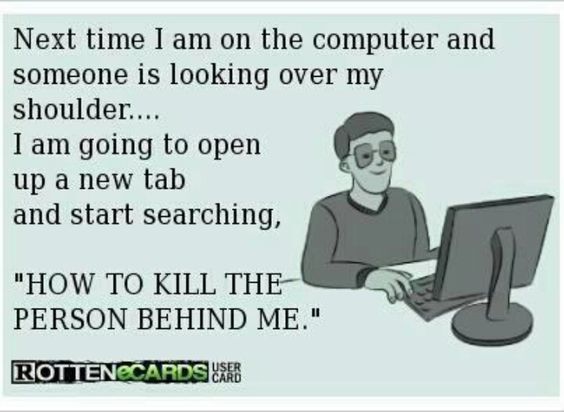 Next time I am on the computer and
someone is looking over my
shoulder....
I am going to open
up a new tab
and start searching,
"HOW TO KILL THE
PERSON BEHIND ME."
ROTTENeCARDS USER
CARD